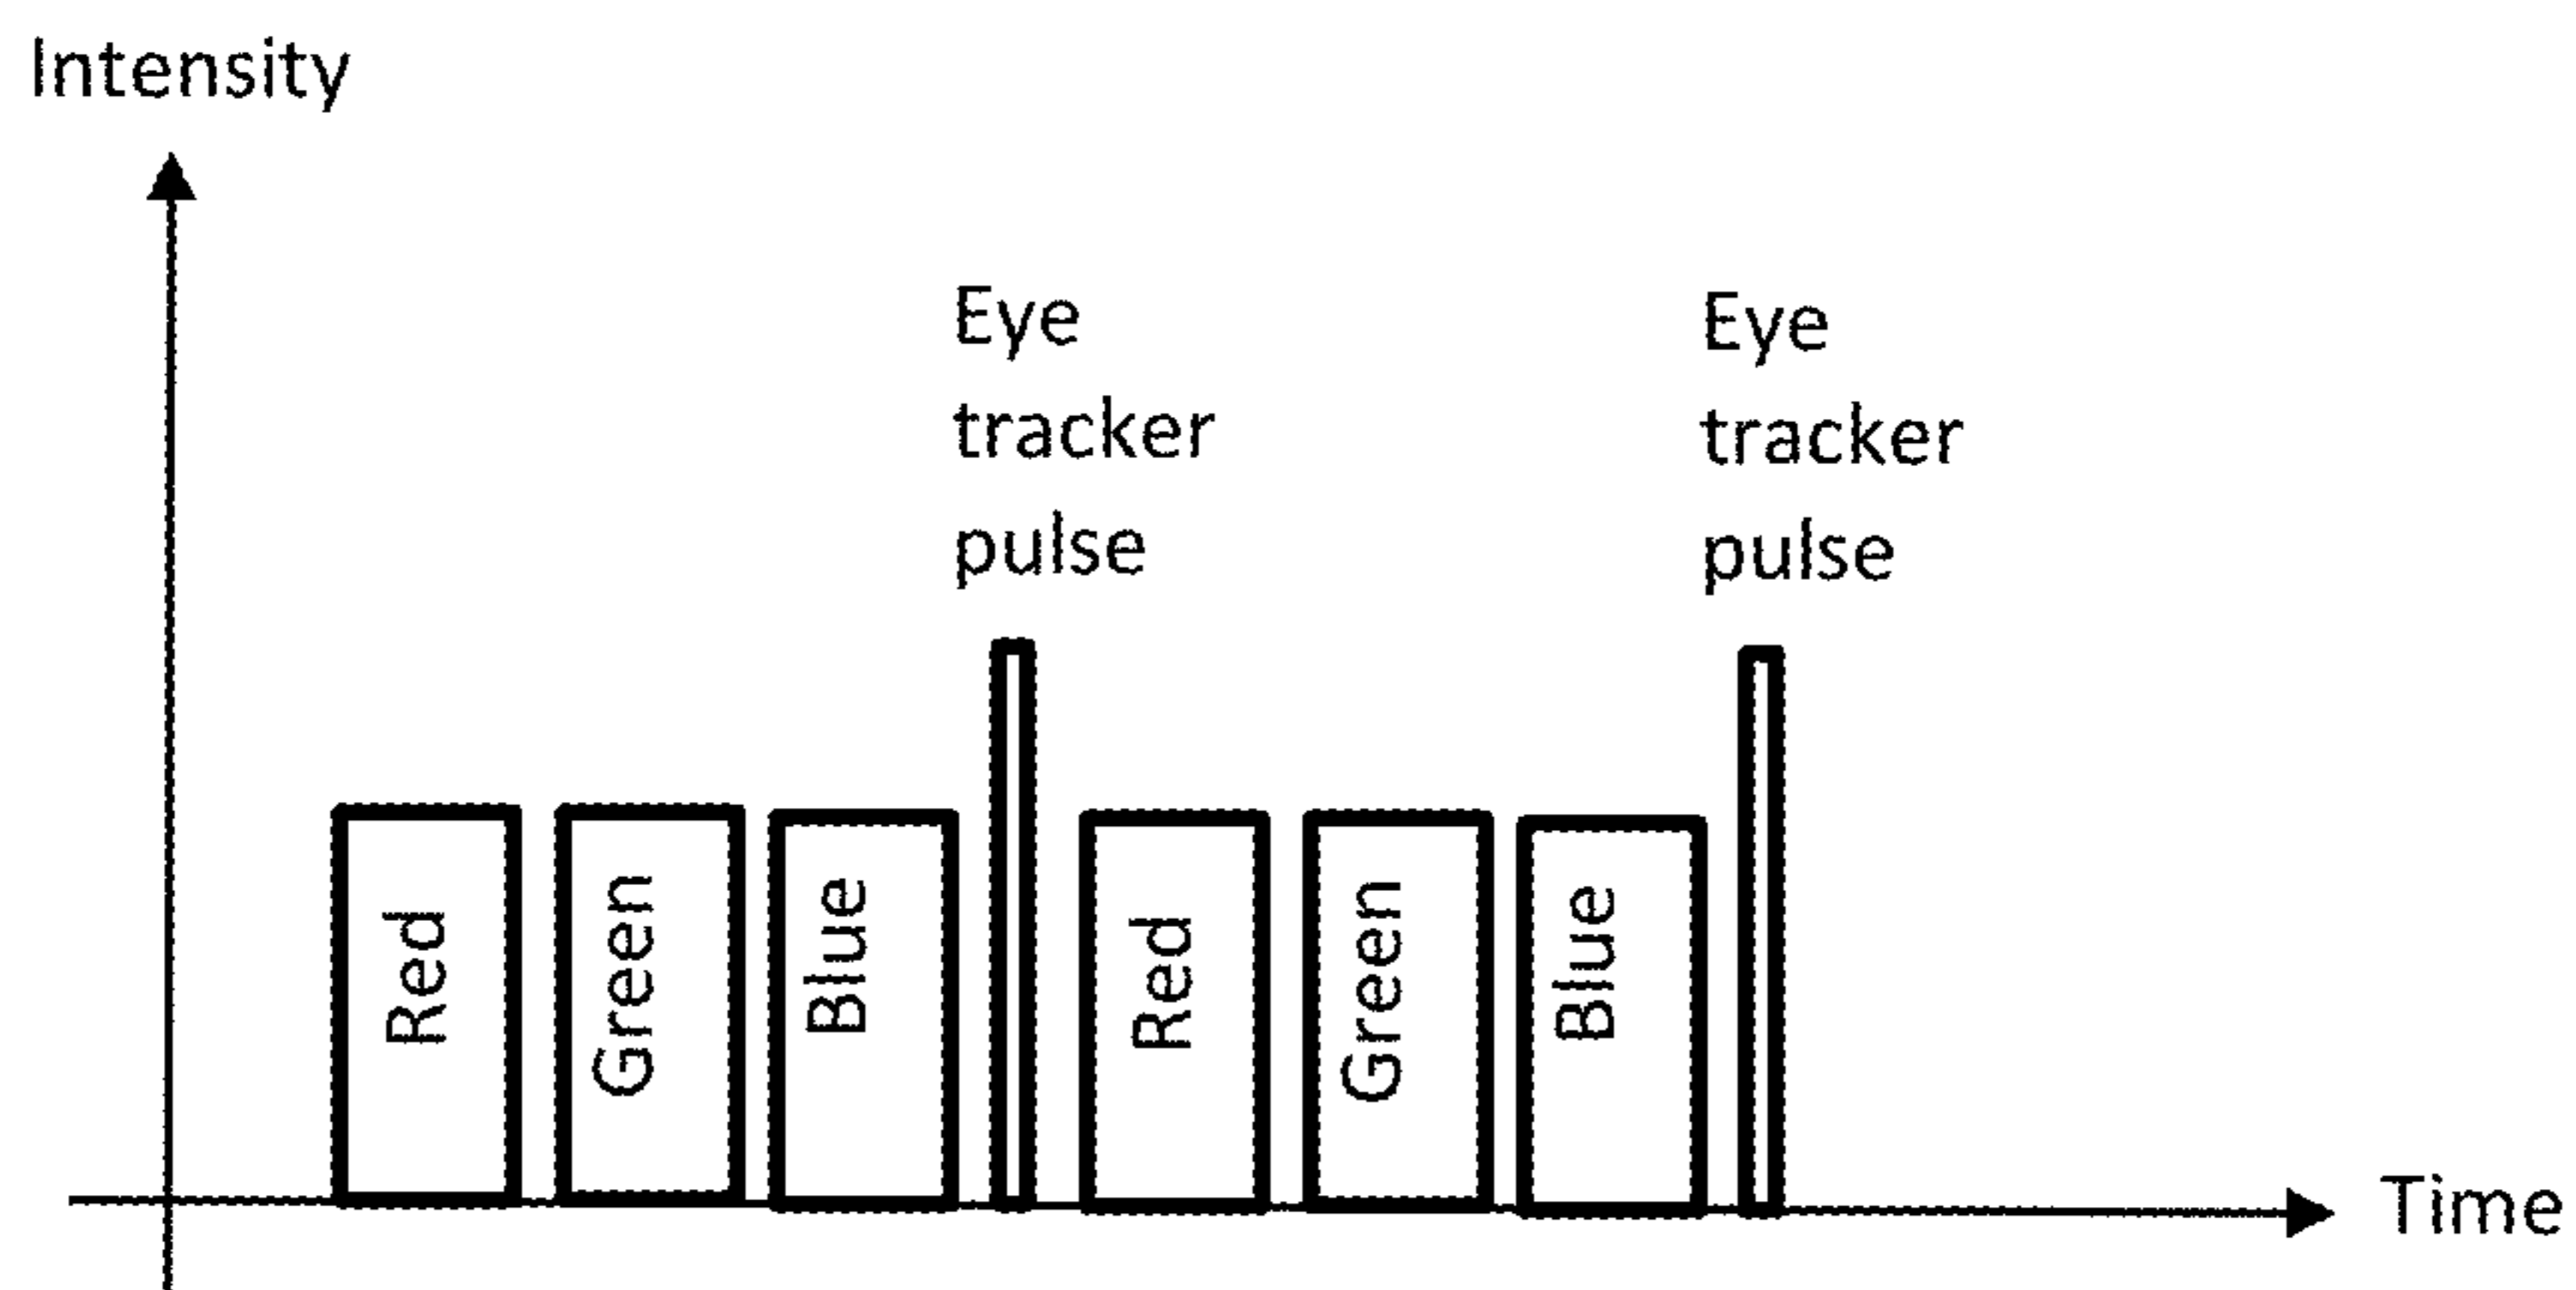 Intensity
Eye
tracker
pulse
Eye
tracker
pulse
Red
Green
Blue
Red
Green
Blue
Time